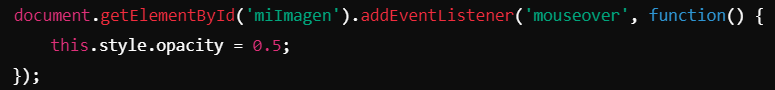 document.getElementById('miImagen').addEventListener('mouseover', function() {
    this.style.opacity = 0.5;
});